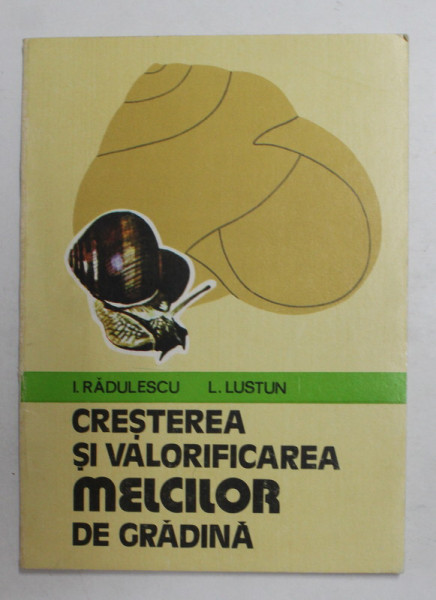 I. RĂDULESCU L. LUSTUN
CREȘTEREA
ȘI VALORIFICAREA
MELCILOR
DE GRĂDINĂ